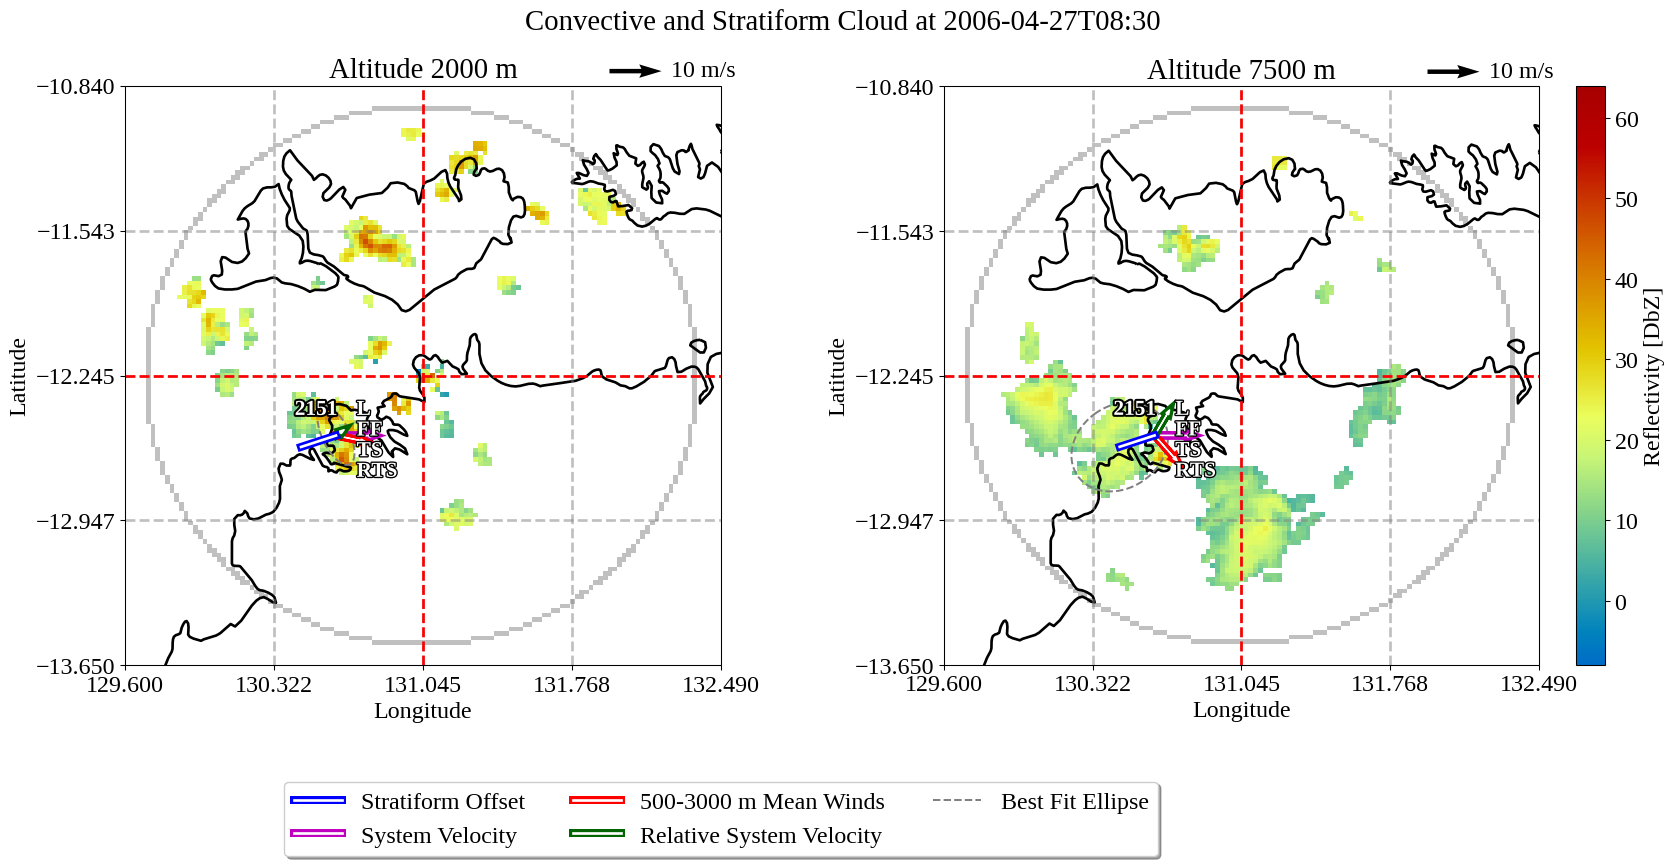 Convective and Stratiform Cloud at 2006-04-27T08:30
Altitude 2000 m
10 m/s
−10.840
−11.543
−12.245
−12.947
−13.650
129.600
130.322
131.045
131.768
132.490
Longitude
Latitude
2151
L
FF
TS
RTS
Altitude 7500 m
10 m/s
−10.840
−11.543
−12.245
−12.947
−13.650
129.600
130.322
131.045
131.768
132.490
Longitude
Latitude
2151
L
FF
TS
RTS
60
50
40
30
20
10
0
Reflectivity [DbZ]
Stratiform Offset
System Velocity
500-3000 m Mean Winds
Relative System Velocity
Best Fit Ellipse